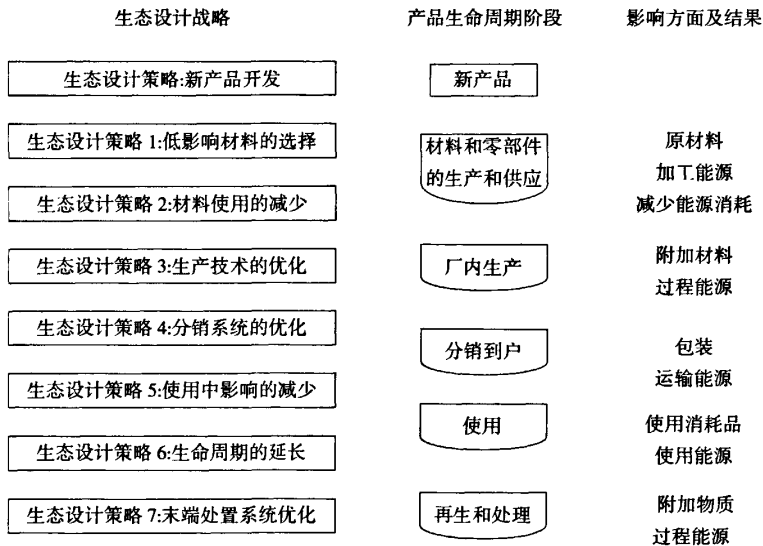 生态设计战略 产品生命周期阶段 影响方面及结果
生态设计策略:新产品开发 新产品
生态设计策略 1:低影响材料的选择 材料和零部件 原材料
的生产和供应 加工能源
生态设计策略 2:材料使用的减少 减少能源消耗
生态设计策略 3:生产技术的优化 厂内生产 附加材料
过程能源
生态设计策略 4:分销系统的优化 分销到户 包装
运输能源
生态设计策略 5:使用中影响的减少 使用 使用消耗品
生态设计策略 6:生命周期的延长 使用能源
生态设计策略 7:末端处置系统优化 再生和处理 附加物质
过程能源